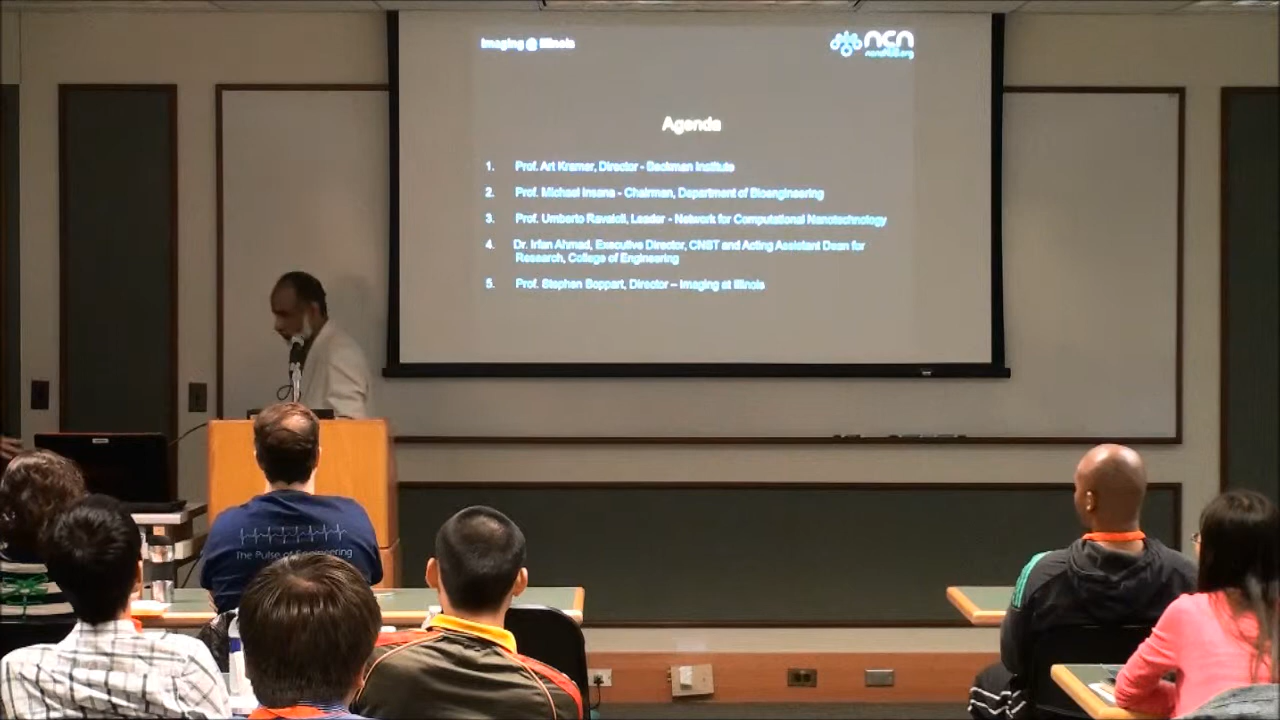 Imaging @ Illinois
ncn
nanoHUB.org
Agenda
1. Prof. Art Kramer, Director - Beckman Institute
2. Prof. Michael Insana - Chairman, Department of Bioengineering
3. Prof. Umberto Ravaioli, Leader - Network for Computational Nanotechnology
4. Dr. Irfan Ahmad, Executive Director, CNST and Acting Assistant Dean for
Research, College of Engineering
5. Prof. Stephen Boppart, Director – Imaging at Illinois
The Pulse of Engineering